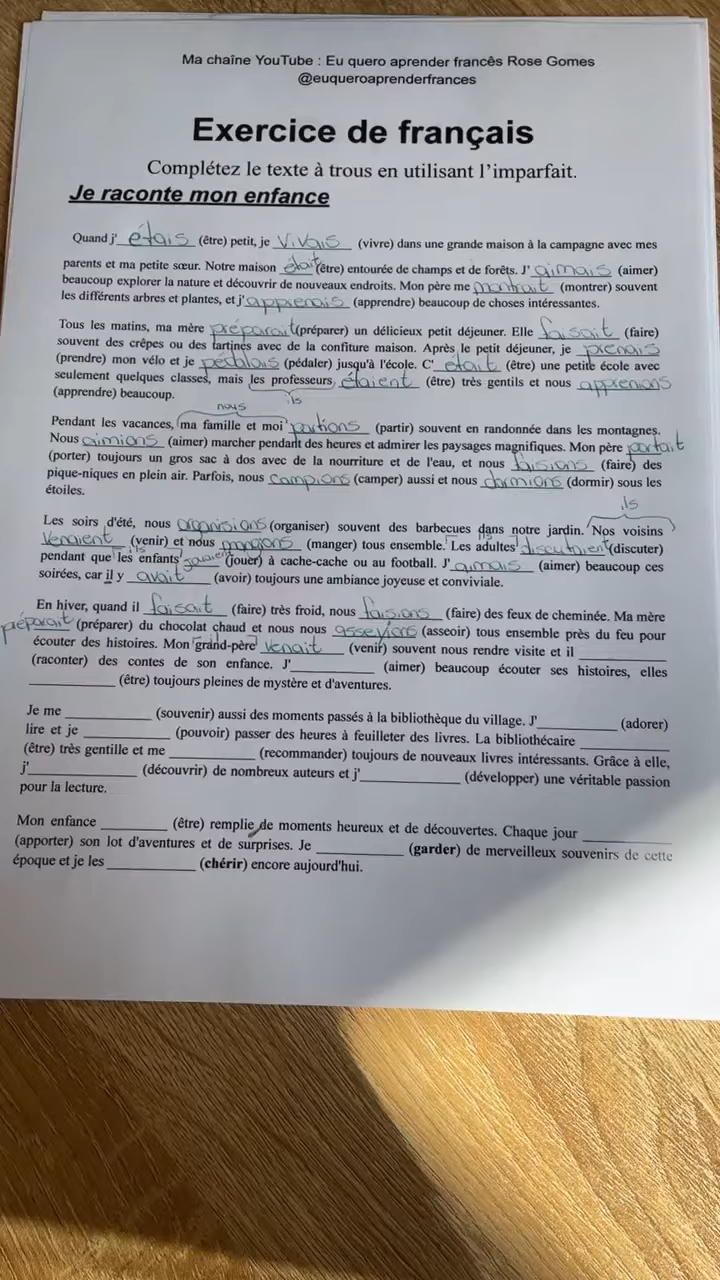 Ma chaîne YouTube : Eu quero aprender francês Rose Gomes
@euqueroaprenderfrances
Exercice de français
Complétez le texte à trous en utilisant l'imparfait.
Je raconte mon enfance
Quand j' étais (être) petit, je vivais (vivre) dans une grande maison à la campagne avec mes
parents et ma petite sœur. Notre maison était (être) entourée de champs et de forêts. J' aimais (aimer)
beaucoup explorer la nature et découvrir de nouveaux endroits. Mon père me montrait (montrer) souvent
les différents arbres et plantes, et j' apprenais (apprendre) beaucoup de choses intéressantes.
Tous les matins, ma mère préparait (préparer) un délicieux petit déjeuner. Elle faisait (faire)
souvent des crêpes ou des tartines avec de la confiture maison. Après le petit déjeuner, je prenais
(prendre) mon vélo et je (pédaler) jusqu'à l'école. C' était (être) une petite école avec
seulement quelques classes, mais les professeurs étaient (être) très gentils et nous apprenions
(apprendre) beaucoup. ils
nous
Pendant les vacances, ma famille et moi partions (partir) souvent en randonnée dans les montagnes.
Nous aimions (aimer) marcher pendant des heures et admirer les paysages magnifiques. Mon père portait
(porter) toujours un gros sac à dos avec de la nourriture et de l'eau, et nous faisions (faire) des
pique-niques en plein air. Parfois, nous campions (camper) aussi et nous dormions (dormir) sous les
étoiles.
ils
Les soirs d'été, nous organisions (organiser) souvent des barbecues dans notre jardin. Nos voisins
venaient (venir) et nous mangions (manger) tous ensemble. Les adultes ils discutaient (discuter)
pendant que les enfants ils (jouer) à cache-cache ou au football. J' aimais (aimer) beaucoup ces
soirées, car il y avait (avoir) toujours une ambiance joyeuse et conviviale.
En hiver, quand il faisait (faire) très froid, nous faisions (faire) des feux de cheminée. Ma mère
préparait (préparer) du chocolat chaud et nous nous asseyions (asseoir) tous ensemble près du feu pour
écouter des histoires. Mon grand-père venait (venir) souvent nous rendre visite et il
(raconter) des contes de son enfance. J' (aimer) beaucoup écouter ses histoires, elles
(être) toujours pleines de mystère et d'aventures.
Je me (souvenir) aussi des moments passés à la bibliothèque du village. J' (adorer)
lire et je (pouvoir) passer des heures à feuilleter des livres. La bibliothécaire
(être) très gentille et me (recommander) toujours de nouveaux livres intéressants. Grâce à elle,
j' (découvrir) de nombreux auteurs et j' (développer) une véritable passion
pour la lecture.
Mon enfance (être) remplie de moments heureux et de découvertes. Chaque jour
(apporter) son lot d'aventures et de surprises. Je (garder) de merveilleux souvenirs de cette
époque et je les (chérir) encore aujourd'hui.